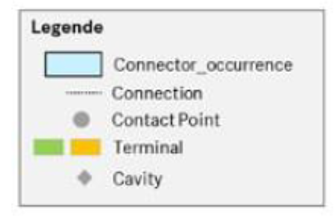 Legende
Connector_occurrence
Connection
Contact Point
Terminal
Cavity